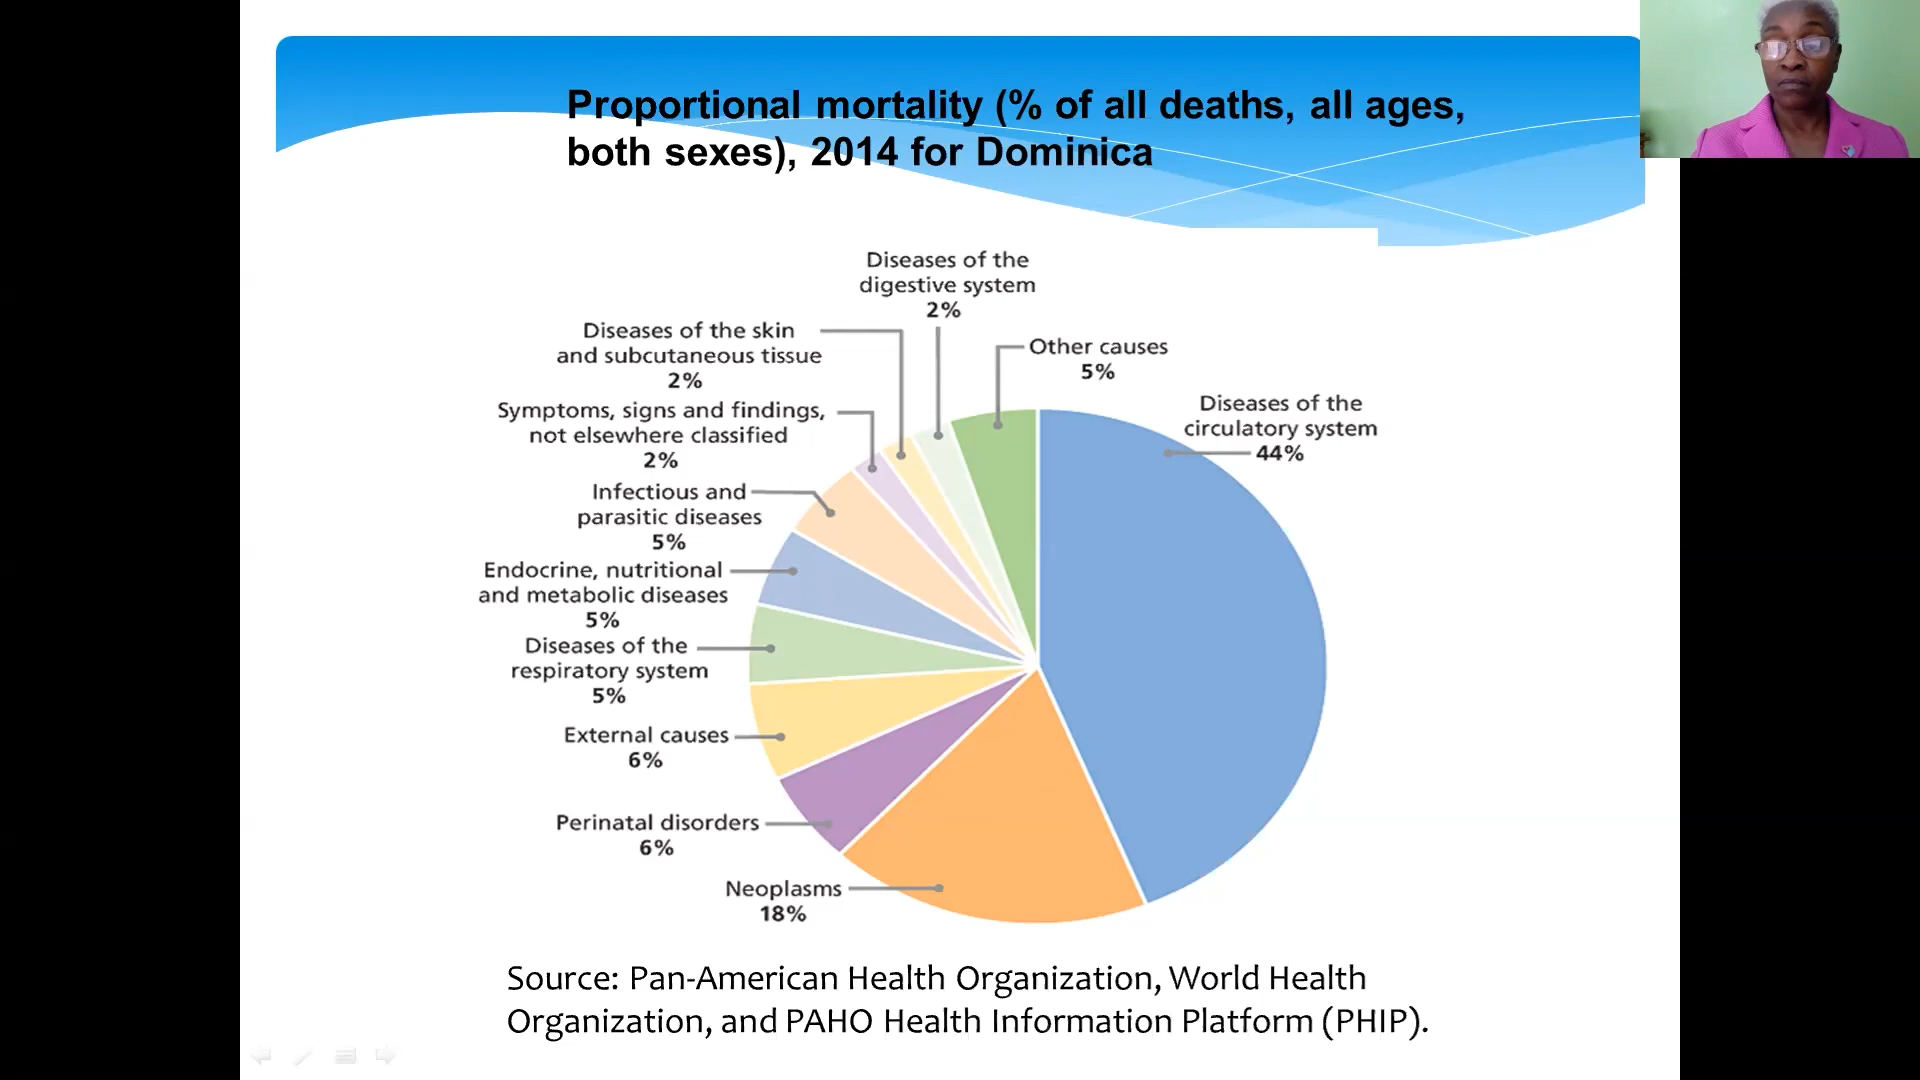 Proportional mortality (% of all deaths, all ages,
both sexes), 2014 for Dominica
Diseases of the
digestive system
2%
Diseases of the skin
and subcutaneous tissue
2%
Other causes
5%
Diseases of the
circulatory system
44%
Symptoms, signs and findings,
not elsewhere classified
2%
Infectious and
parasitic diseases
5%
Endocrine, nutritional
and metabolic diseases
5%
Diseases of the
respiratory system
5%
External causes
6%
Perinatal disorders
6%
Neoplasms
18%
Source: Pan-American Health Organization, World Health
Organization, and PAHO Health Information Platform (PHIP).